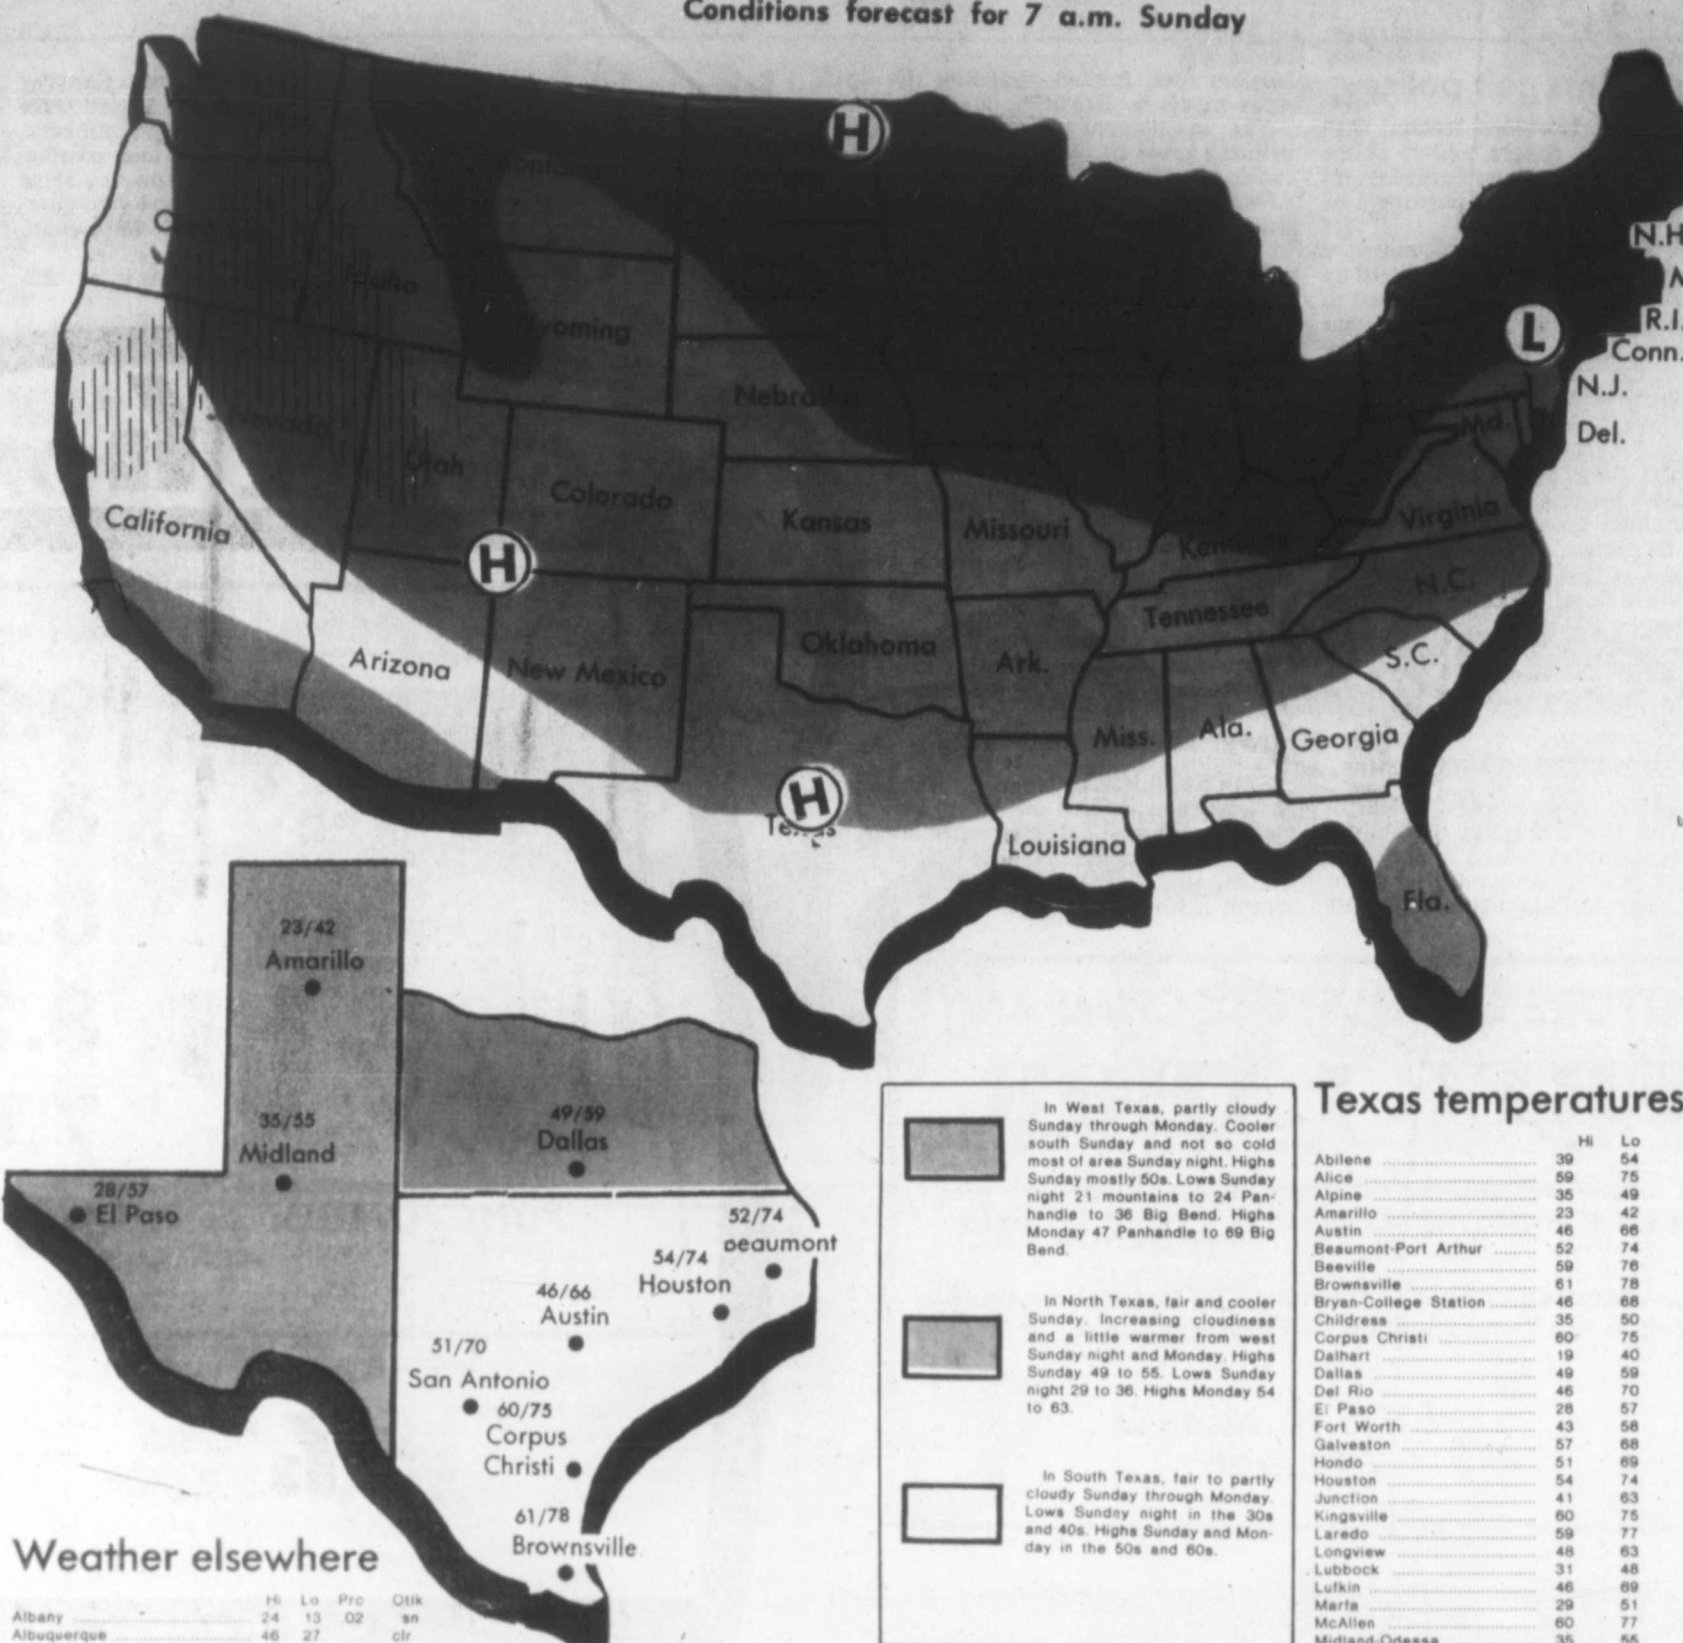 Conditions forecast for 7 a.m. Sunday
H
N.H.
R.I.
L
Conn.
Idaho
Wyoming
N.J.
Nebraska
Md.
Del.
Nevada
Utah
Colorado
Kansas
Missouri
Virginia
California
Kentucky
H
N.C.
Tennessee
Arizona
New Mexico
Oklahoma
Ark.
S.C.
Miss.
Ala.
Georgia
H
Texas
Louisiana
Fla.
23/42
Amarillo
35/55
Midland
49/59
Dallas
28/57
El Paso
52/74
Beaumont
54/74
Houston
46/66
Austin
51/70
San Antonio
60/75
Corpus
Christi
61/78
Brownsville
In West Texas, partly cloudy
Sunday through Monday. Cooler
south Sunday and not so cold
most of area Sunday night. Highs
Sunday mostly 50s. Lows Sunday
night 21 mountains to 24 Pan-
handle to 36 Big Bend. Highs
Monday 47 Panhandle to 69 Big
Bend.
In North Texas, fair and cooler
Sunday. Increasing cloudiness
and a little warmer from west
Sunday night and Monday. Highs
Sunday 49 to 55. Lows Sunday
night 29 to 36. Highs Monday 54
to 63.
In South Texas, fair to partly
cloudy Sunday through Monday.
Lows Sunday night in the 30s
and 40s. Highs Sunday and Mon-
day in the 50s and 60s.
Texas temperatures
Hi Lo
Abilene 39 54
Alice 59 75
Alpine 35 49
Amarillo 23 42
Austin 46 66
Beaumont-Port Arthur 52 74
Beeville 59 76
Brownsville 61 78
Bryan-College Station 46 68
Childress 35 50
Corpus Christi 60 75
Dalhart 19 40
Dallas 49 59
Del Rio 46 70
El Paso 28 57
Fort Worth 43 58
Galveston 57 68
Hondo 51 69
Houston 54 74
Junction 41 63
Kingsville 60 75
Laredo 59 77
Longview 48 63
Lubbock 31 48
Lufkin 46 69
Marfa 29 51
McAllen 60 77
Midland-Odessa 35 55
Weather elsewhere
Hi Lo Prc Otlk
Albany 24 13 .02 sn
Albuquerque 46 27 clr